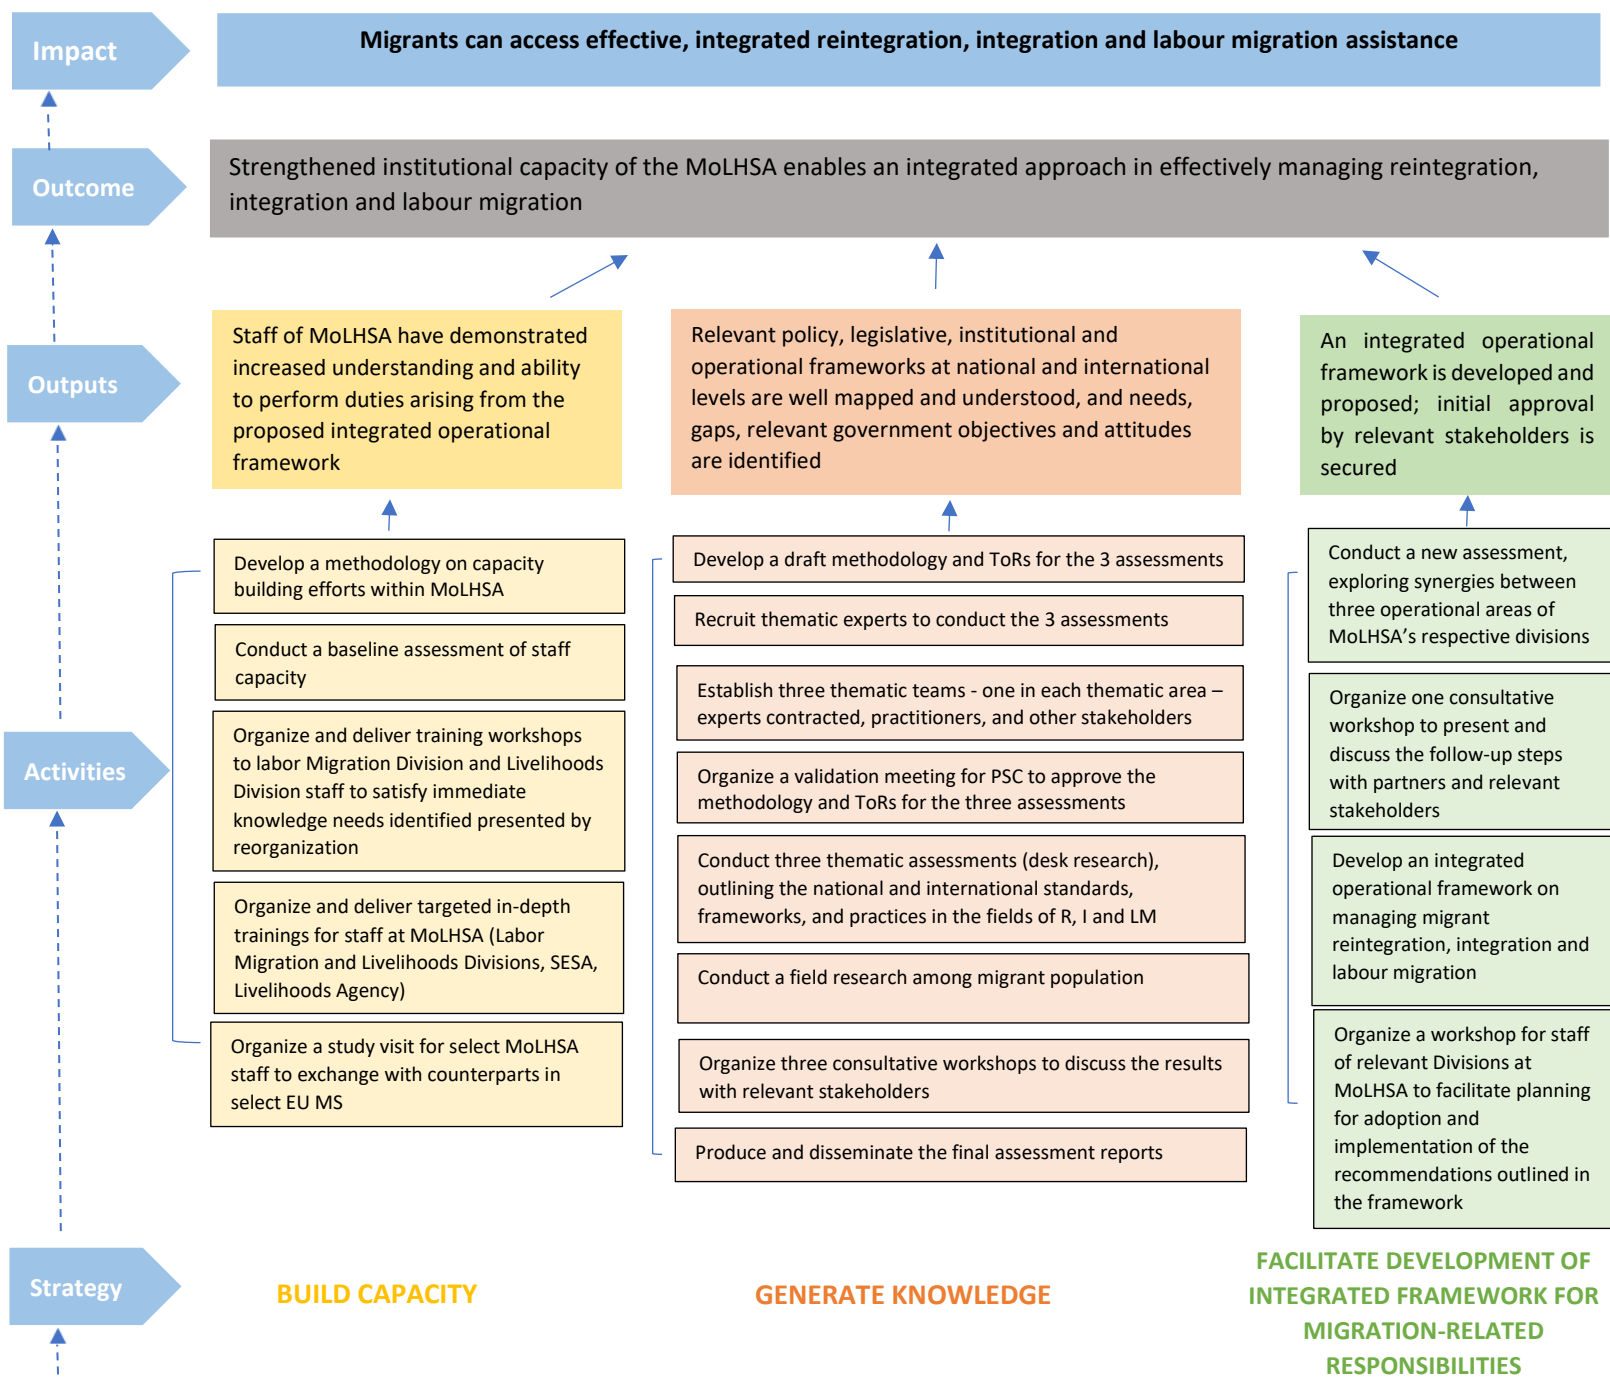 Impact
Migrants can access effective, integrated reintegration, integration and labour migration assistance
Outcome
Strengthened institutional capacity of the MoLHSA enables an integrated approach in effectively managing reintegration,
integration and labour migration
Outputs
Staff of MoLHSA have demonstrated
increased understanding and ability
to perform duties arising from the
proposed integrated operational
framework
Relevant policy, legislative, institutional and
operational frameworks at national and international
levels are well mapped and understood, and needs,
gaps, relevant government objectives and attitudes
are identified
An integrated operational
framework is developed and
proposed; initial approval
by relevant stakeholders is
secured
Activities
Develop a methodology on capacity
building efforts within MoLHSA
Conduct a baseline assessment of staff
capacity
Organize and deliver training workshops
to labor Migration Division and Livelihoods
Division staff to satisfy immediate
knowledge needs identified presented by
reorganization
Organize and deliver targeted in-depth
trainings for staff at MoLHSA (Labor
Migration and Livelihoods Divisions, SESA,
Livelihoods Agency)
Organize a study visit for select MoLHSA
staff to exchange with counterparts in
select EU MS
Develop a draft methodology and ToRs for the 3 assessments
Recruit thematic experts to conduct the 3 assessments
Establish three thematic teams - one in each thematic area –
experts contracted, practitioners, and other stakeholders
Organize a validation meeting for PSC to approve the
methodology and ToRs for the three assessments
Conduct three thematic assessments (desk research),
outlining the national and international standards,
frameworks, and practices in the fields of R, I and LM
Conduct a field research among migrant population
Organize three consultative workshops to discuss the results
with relevant stakeholders
Produce and disseminate the final assessment reports
Conduct a new assessment,
exploring synergies between
three operational areas of
MoLHSA’s respective divisions
Organize one consultative
workshop to present and
discuss the follow-up steps
with partners and relevant
stakeholders
Develop an integrated
operational framework on
managing migrant
reintegration, integration and
labour migration
Organize a workshop for staff
of relevant Divisions at
MoLHSA to facilitate planning
for adoption and
implementation of the
recommendations outlined in
the framework
Strategy
BUILD CAPACITY
GENERATE KNOWLEDGE
FACILITATE DEVELOPMENT OF
INTEGRATED FRAMEWORK FOR
MIGRATION-RELATED
RESPONSIBILITIES